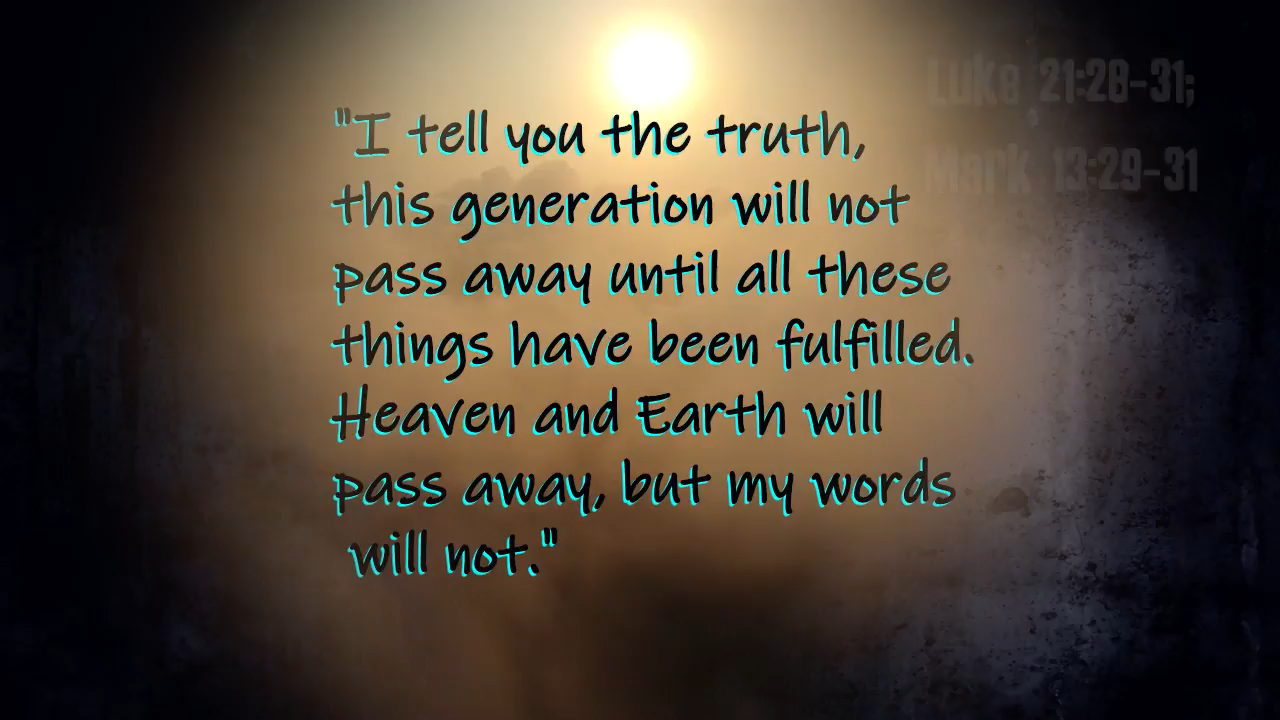 Luke 21:28-31;
Mark 13:29-31
"I tell you the truth,
this generation will not
pass away until all these
things have been fulfilled.
Heaven and Earth will
pass away, but my words
will not."